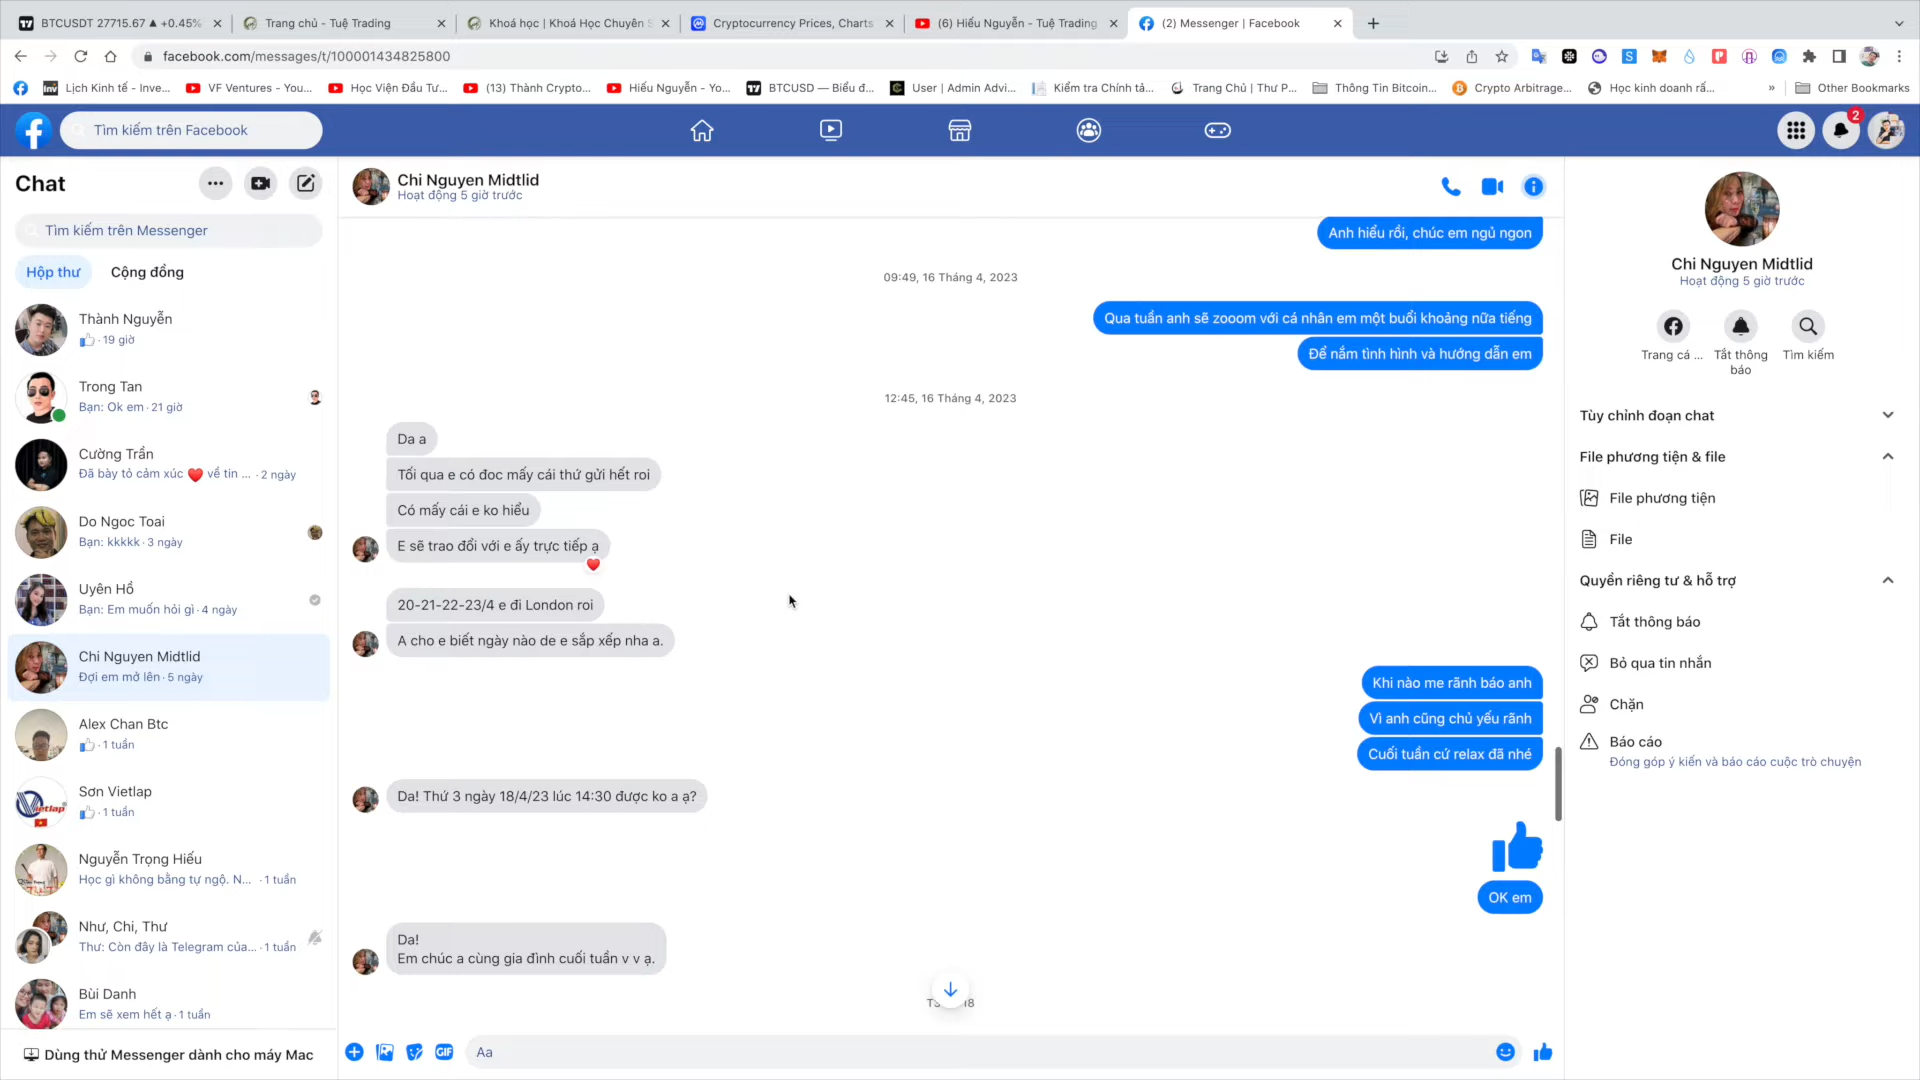 BTCUSDT 27715.67 ▲ +0.45%
Trang chủ - Tuệ Trading
Khoá học | Khoá Học Chuyên S
Cryptocurrency Prices, Charts
(6) Hiếu Nguyễn - Tuệ Trading
(2) Messenger | Facebook
facebook.com/messages/t/100001434825800
Lịch Kinh tế - Inve...
VF Ventures - You...
Học Viện Đầu Tư...
(13) Thành Crypto...
Hiếu Nguyễn - Yo...
BTCUSD — Biểu đ...
User | Admin Advi...
Kiểm tra Chính tả...
Trang Chủ | Thư P...
Thông Tin Bitcoin...
Crypto Arbitrage...
Học kinh doanh rấ...
»
Other Bookmarks
Tìm kiếm trên Facebook
2
Chat
Tìm kiếm trên Messenger
Hộp thư
Cộng đồng
Thành Nguyễn
· 19 giờ
Trong Tan
Bạn: Ok em · 21 giờ
Cường Trần
Đã bày tỏ cảm xúc ❤️ về tin ... · 2 ngày
Do Ngoc Toai
Bạn: kkkkk · 3 ngày
Uyên Hồ
Bạn: Em muốn hỏi gì · 4 ngày
Chi Nguyen Midtlid
Đợi em mở lên · 5 ngày
Alex Chan Btc
· 1 tuần
Sơn Vietlap
· 1 tuần
Nguyễn Trọng Hiếu
Học gì không bằng tự ngộ. N... · 1 tuần
Như, Chi, Thư
Thư: Còn đây là Telegram của... · 1 tuần
Bùi Danh
Em sẽ xem hết ạ · 1 tuần
Dùng thử Messenger dành cho máy Mac
Chi Nguyen Midtlid
Hoạt động 5 giờ trước
Anh hiểu rồi, chúc em ngủ ngon
09:49, 16 Tháng 4, 2023
Qua tuần anh sẽ zooom với cá nhân em một buổi khoảng nữa tiếng
Để nắm tình hình và hướng dẫn em
12:45, 16 Tháng 4, 2023
Da a
Tối qua e có đoc mấy cái thứ gửi hết roi
Có mấy cái e ko hiểu
E sẽ trao đổi với e ấy trực tiếp ạ
20-21-22-23/4 e đi London roi
A cho e biết ngày nào de e sắp xếp nha a.
Khi nào me rãnh báo anh
Vì anh cũng chủ yếu rãnh
Cuối tuần cứ relax đã nhé
Da! Thứ 3 ngày 18/4/23 lúc 14:30 được ko a ạ?
OK em
Da!
Em chúc a cùng gia đình cuối tuần v v ạ.
GIF
Aa
Chi Nguyen Midtlid
Hoạt động 5 giờ trước
Trang cá ...
Tắt thông báo
Tìm kiếm
Tùy chỉnh đoạn chat
File phương tiện & file
File phương tiện
File
Quyền riêng tư & hỗ trợ
Tắt thông báo
Bỏ qua tin nhắn
Chặn
Báo cáo
Đóng góp ý kiến và báo cáo cuộc trò chuyện